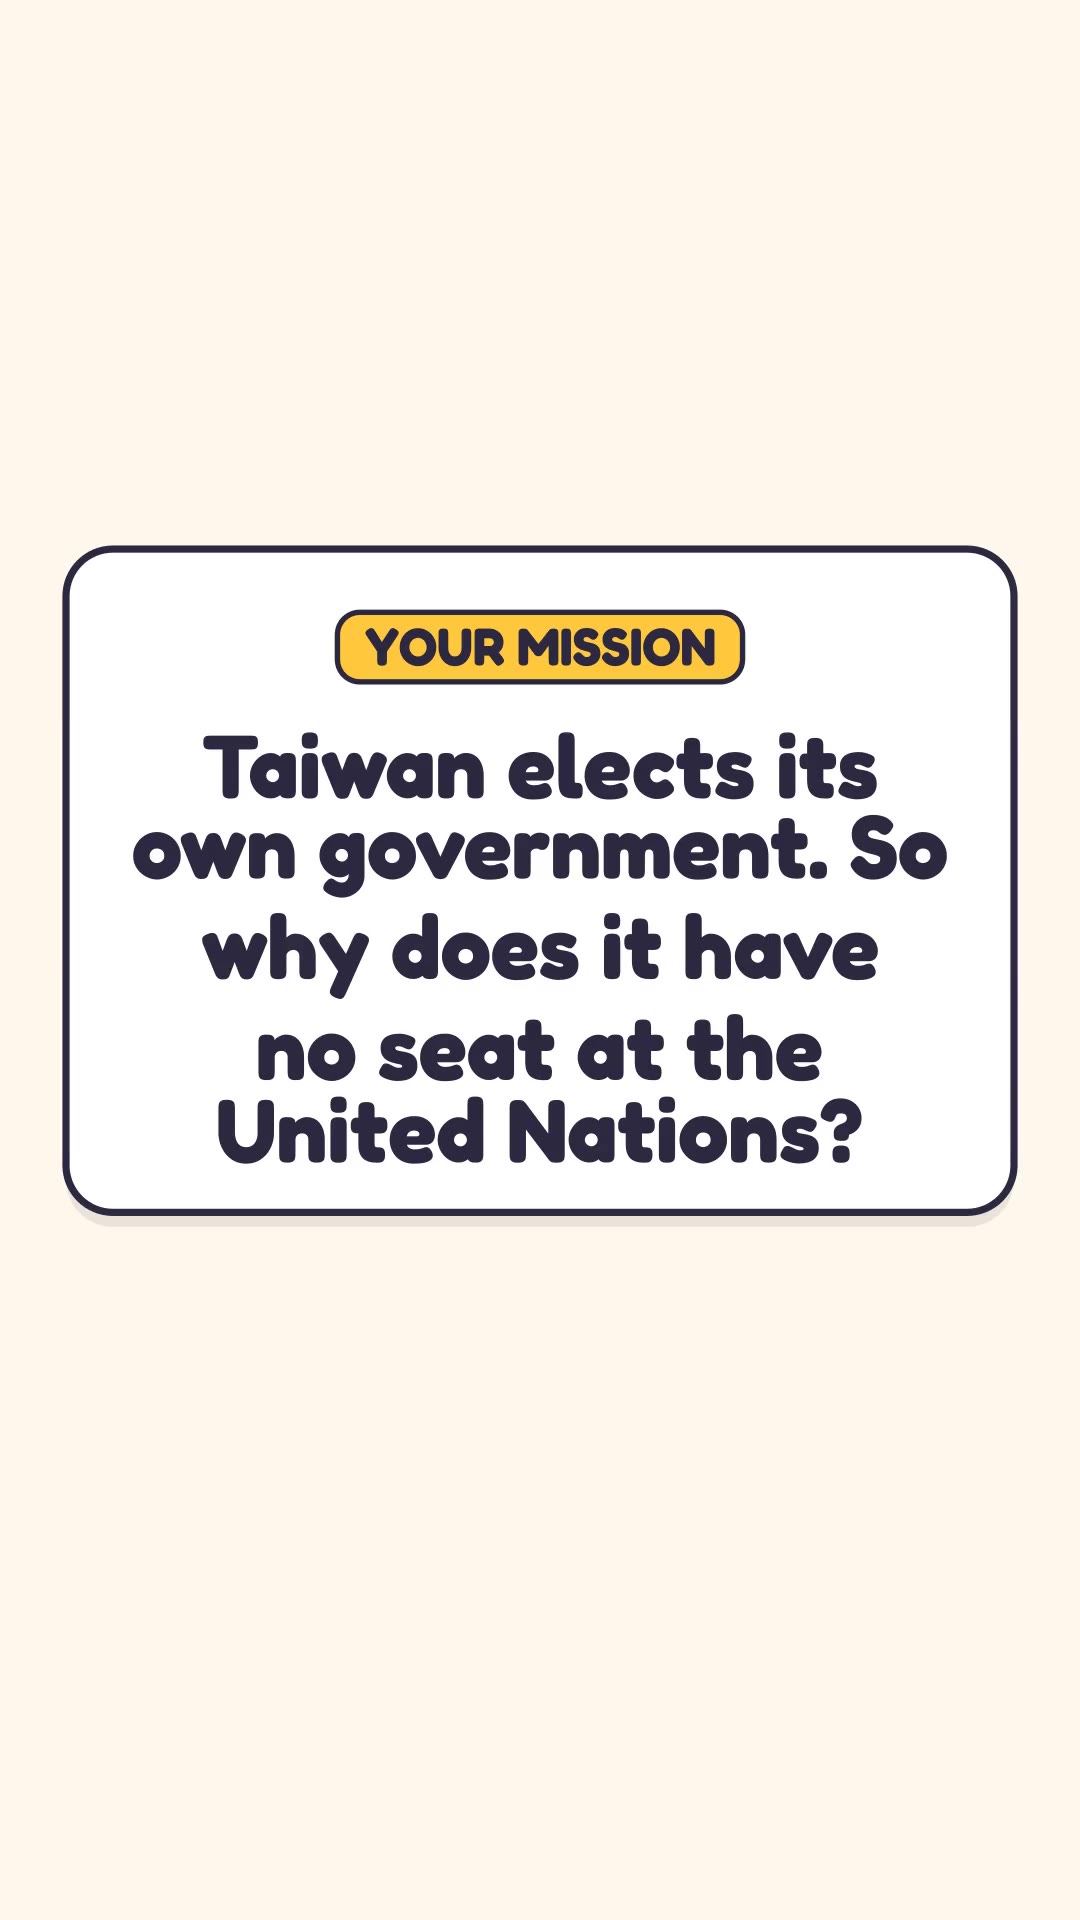 YOUR MISSION
Taiwan elects its
own government. So
why does it have
no seat at the
United Nations?